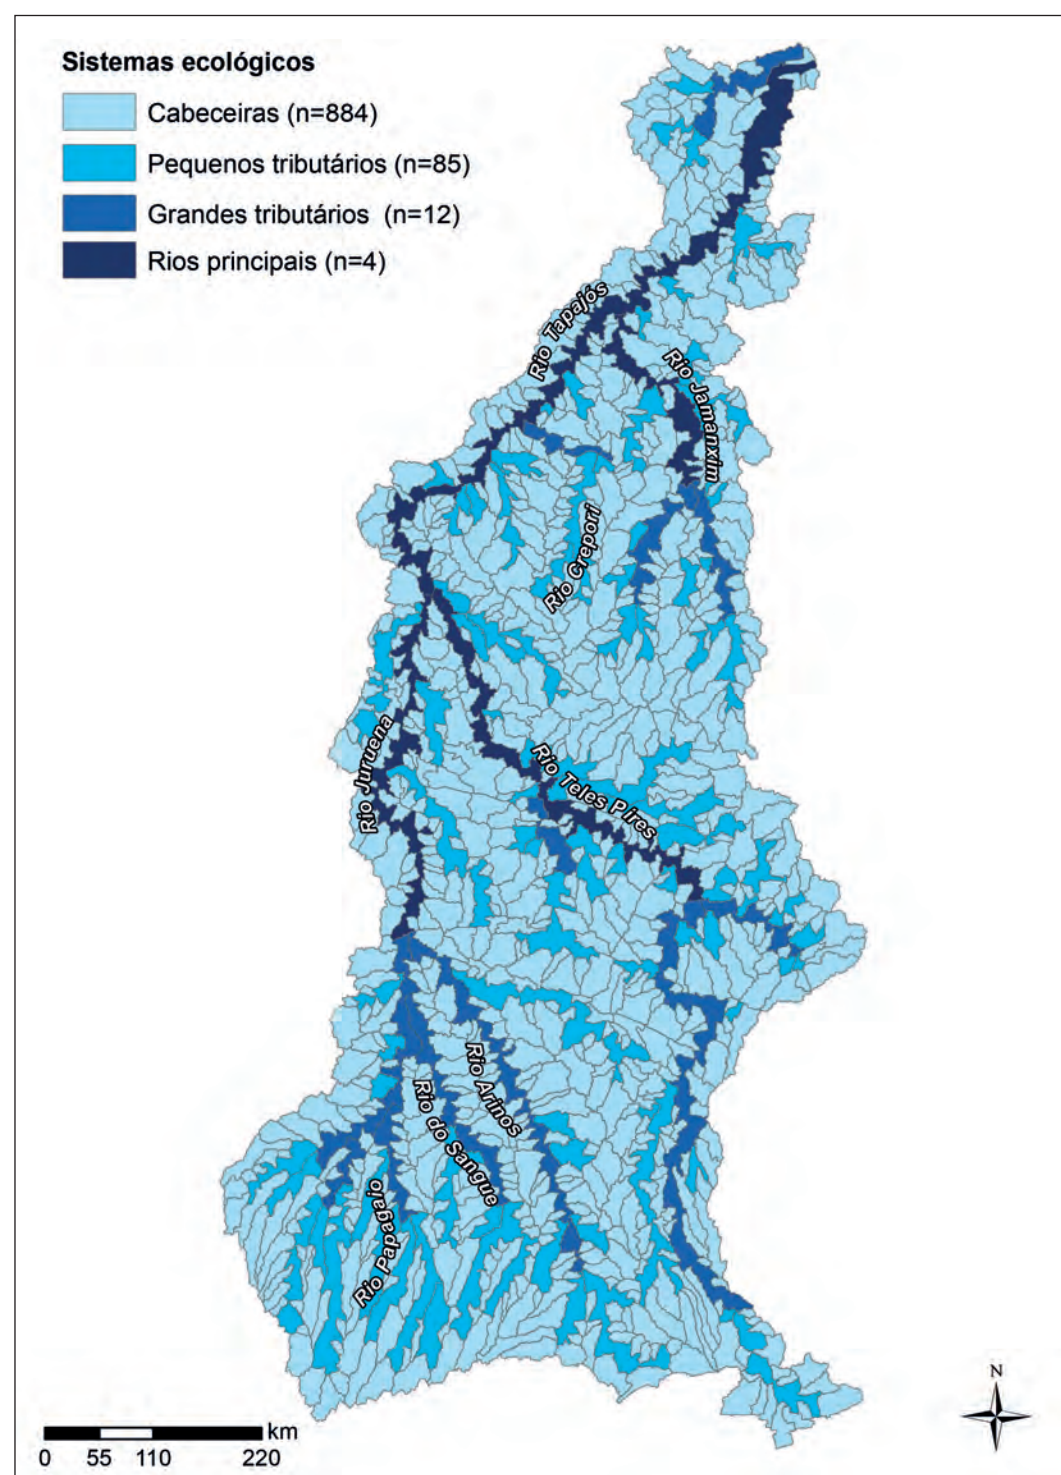 Sistemas ecológicos
Cabeceiras (n=884)
Pequenos tributários (n=85)
Grandes tributários (n=12)
Rios principais (n=4)
Rio Tapajós
Rio Jamanxim
Rio Crepori
Rio Juruena
Rio Teles Pires
Rio Arinos
Rio do Sangue
Rio Papagaio
N
km
0 55 110 220